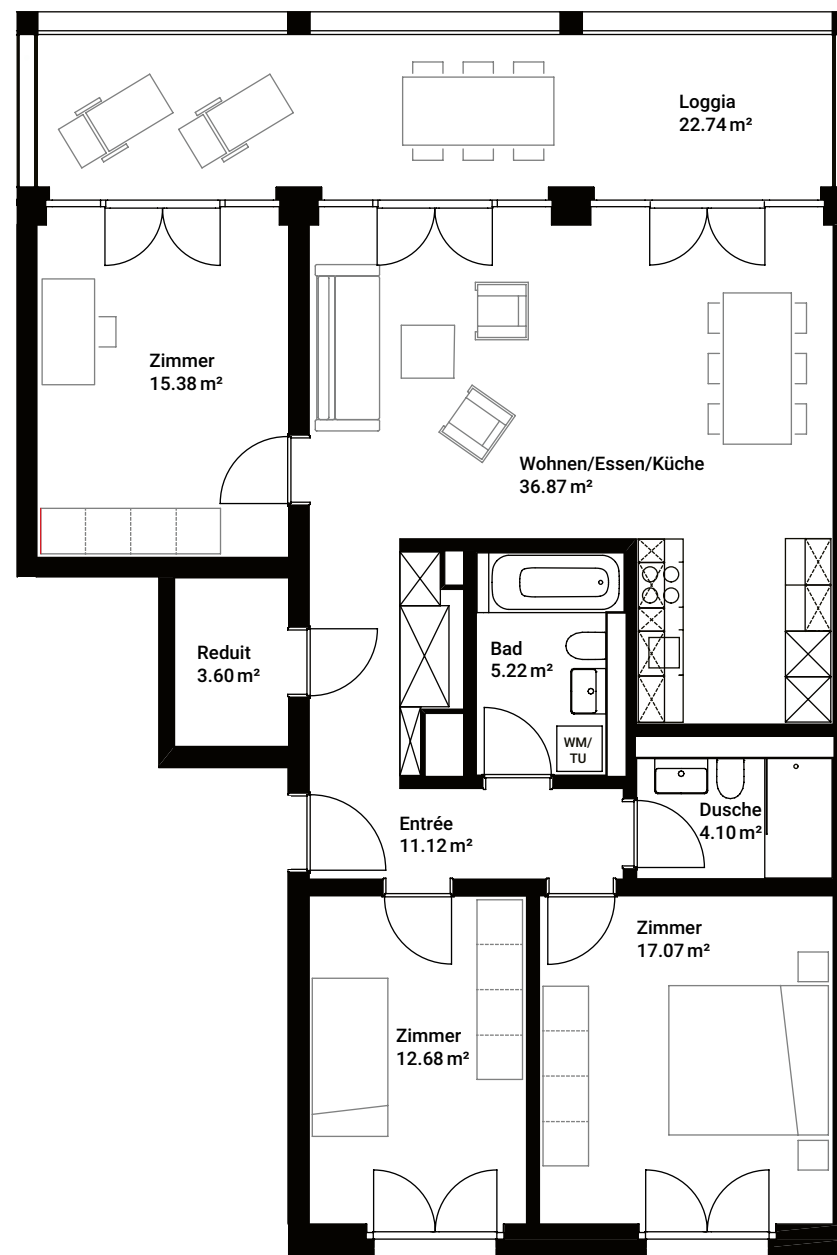 Loggia
22.74 m²
Zimmer
15.38 m²
Wohnen/Essen/Küche
36.87 m²
Reduit
3.60 m²
Bad
5.22 m²
WM/
TU
Entrée
11.12 m²
Dusche
4.10 m²
Zimmer
17.07 m²
Zimmer
12.68 m²